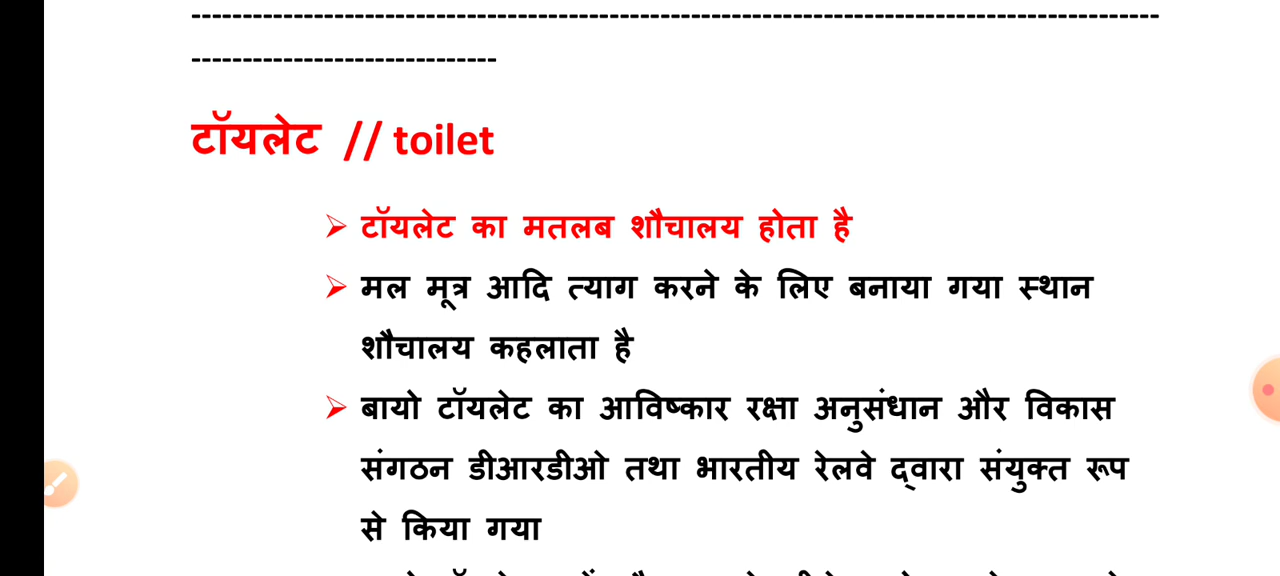 ------------------------------------------------------------------------------------------------
------------------------------
टॉयलेट // toilet
➢ टॉयलेट का मतलब शौचालय होता है
➢ मल मूत्र आदि त्याग करने के लिए बनाया गया स्थान
शौचालय कहलाता है
➢ बायो टॉयलेट का आविष्कार रक्षा अनुसंधान और विकास
संगठन डीआरडीओ तथा भारतीय रेलवे द्वारा संयुक्त रूप
से किया गया